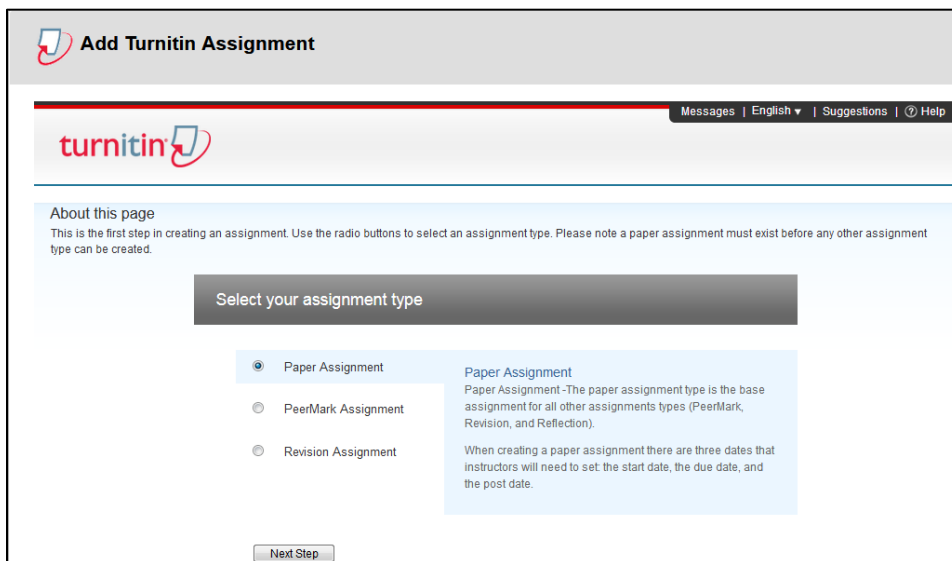 Add Turnitin Assignment
Messages | English ▾ | Suggestions | ? Help
turnitin
About this page
This is the first step in creating an assignment. Use the radio buttons to select an assignment type. Please note a paper assignment must exist before any other assignment
type can be created.
Select your assignment type
Paper Assignment
PeerMark Assignment
Revision Assignment
Paper Assignment
Paper Assignment -The paper assignment type is the base
assignment for all other assignments types (PeerMark,
Revision, and Reflection).
When creating a paper assignment there are three dates that
instructors will need to set: the start date, the due date, and
the post date.
Next Step